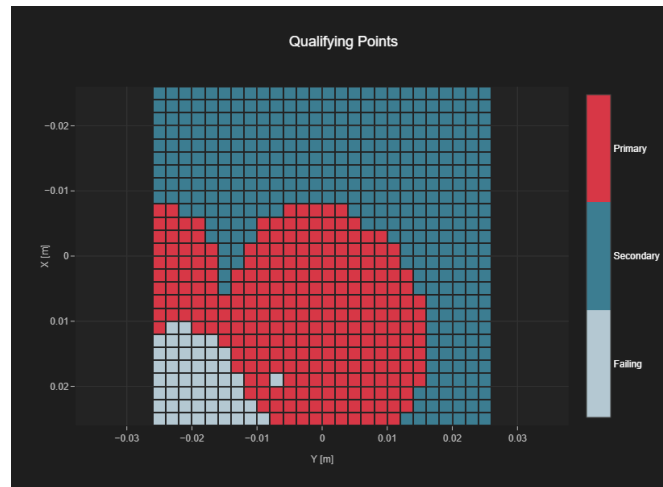 Qualifying Points
−0.02
−0.01
0
0.01
0.02
X [m]
−0.03
−0.02
−0.01
0
0.01
0.02
0.03
Y [m]
Primary
Secondary
Failing